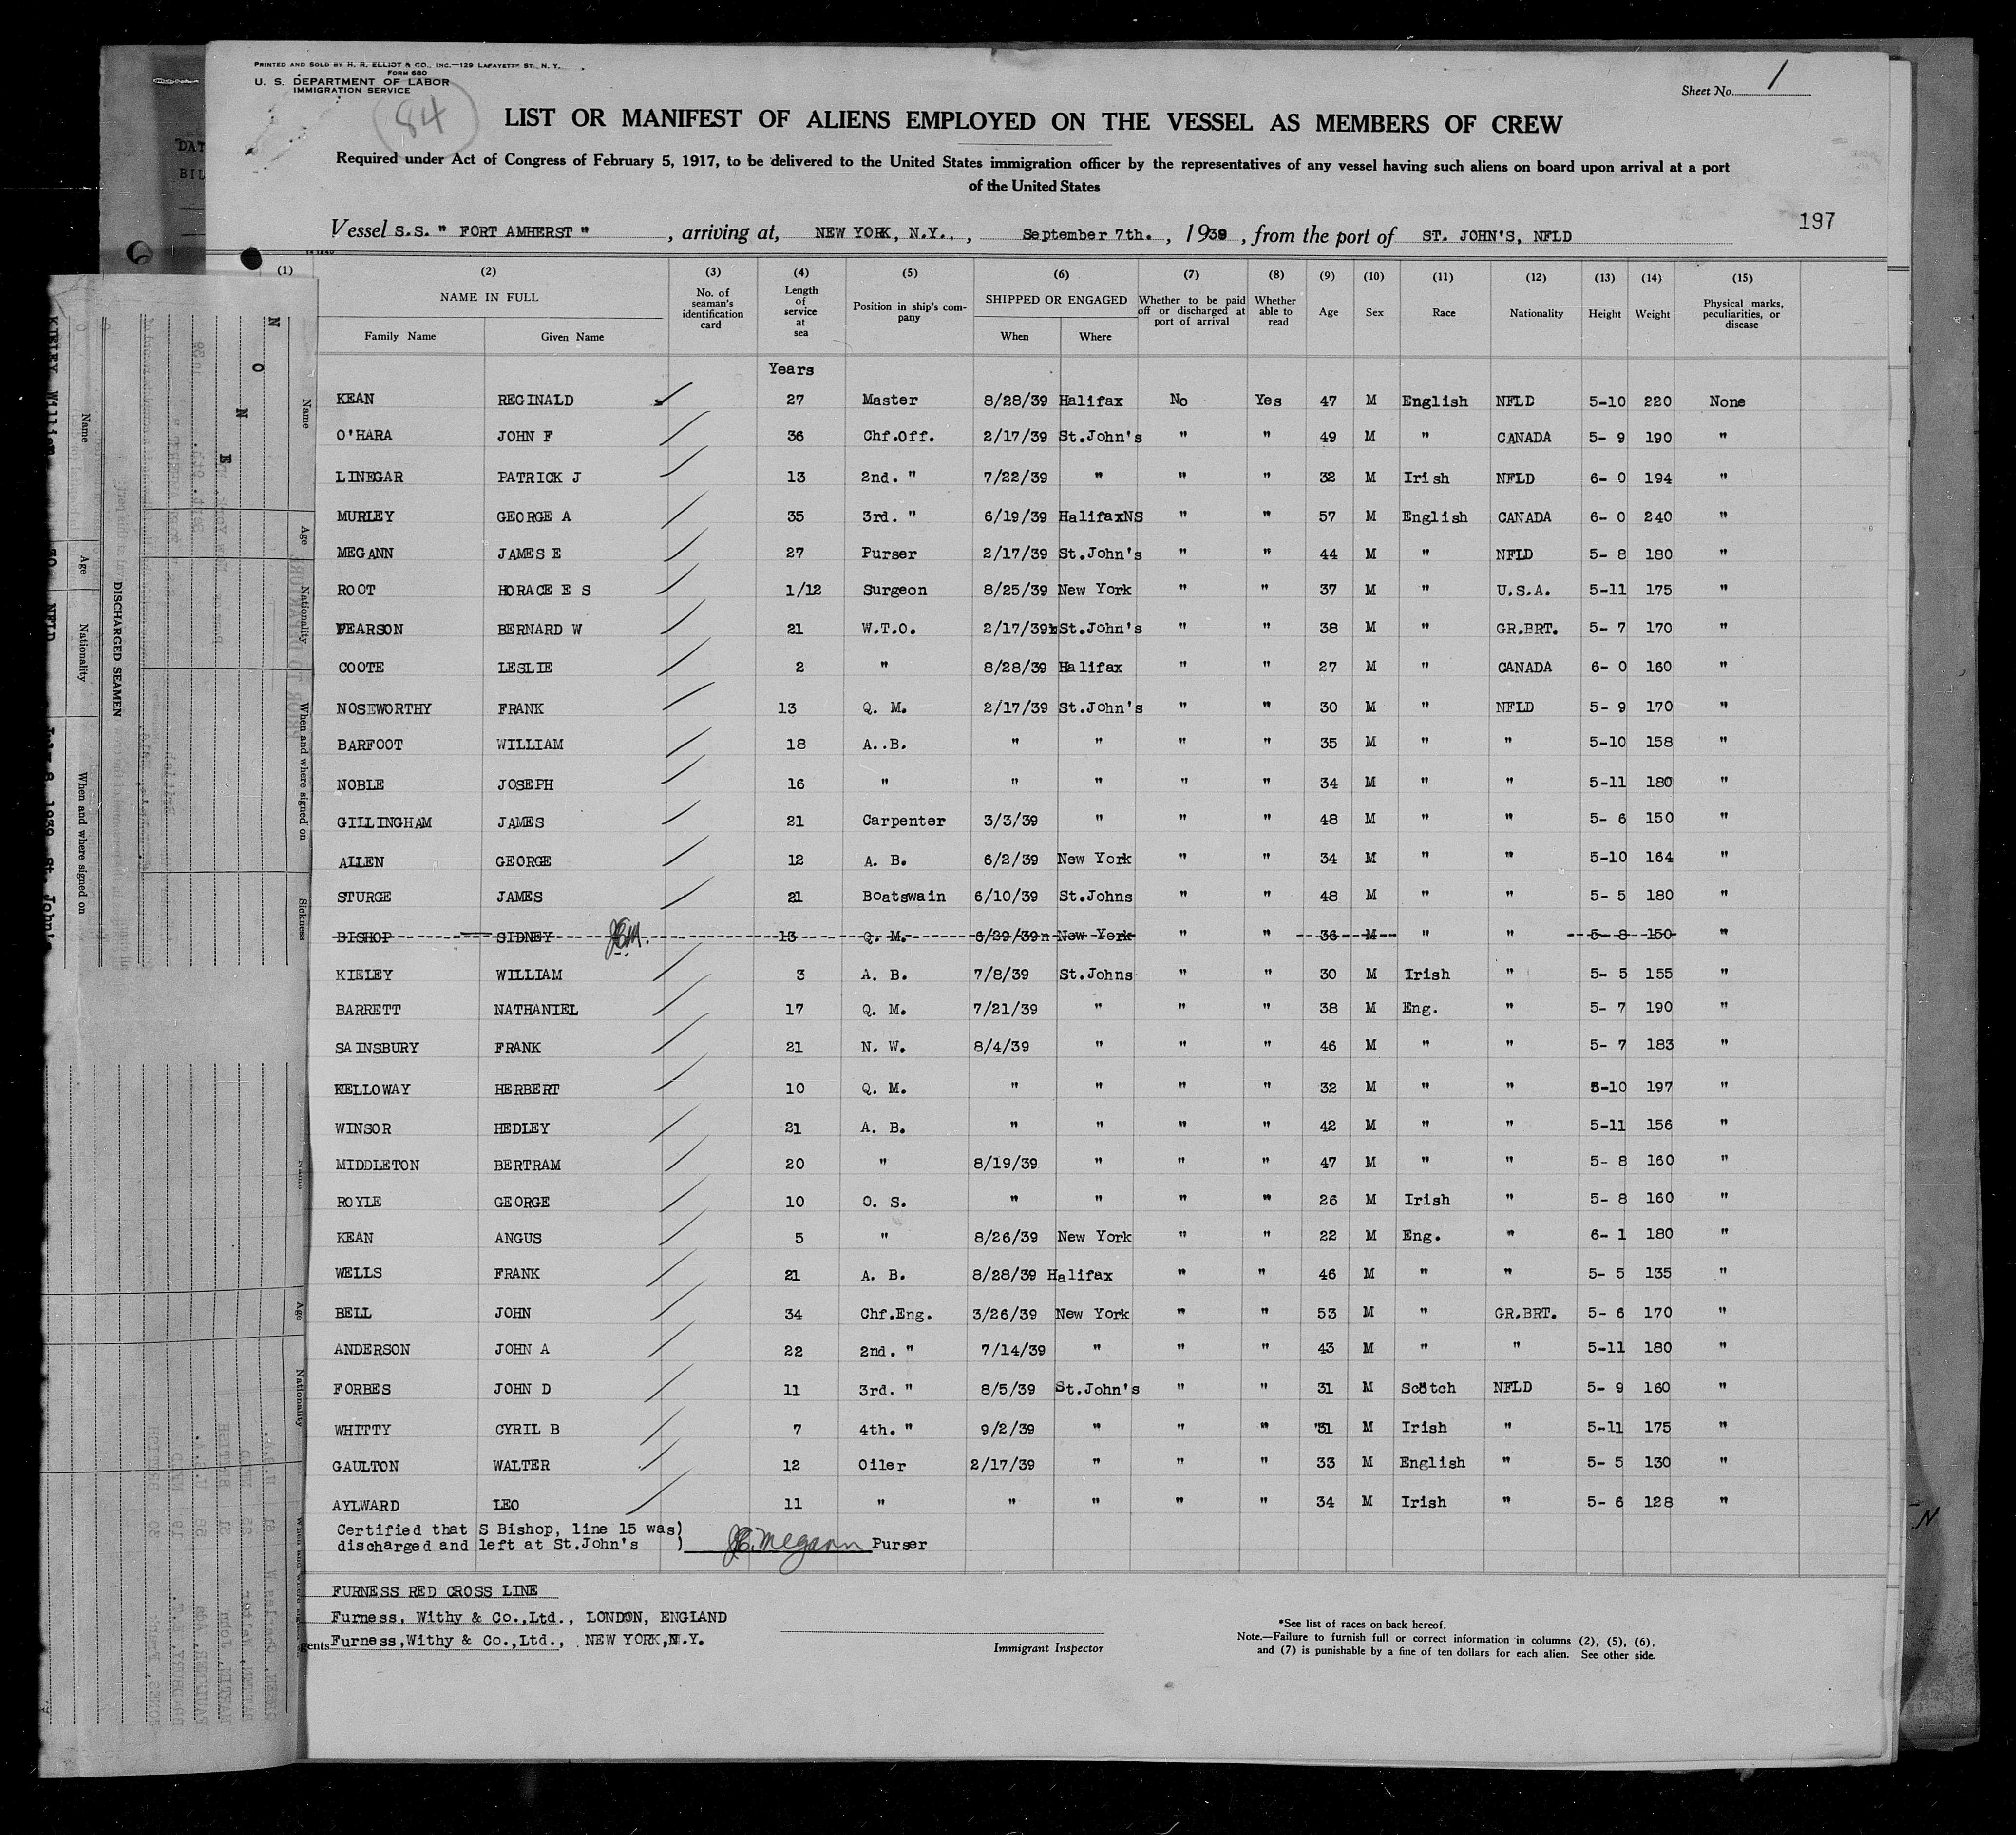 PRINTED AND SOLD BY H. R. ELLIOT & CO., INC.—129 LAFAYETTE ST., N. Y.
FORM 680
U. S. DEPARTMENT OF LABOR
IMMIGRATION SERVICE
84
Sheet No. 1
LIST OR MANIFEST OF ALIENS EMPLOYED ON THE VESSEL AS MEMBERS OF CREW
Required under Act of Congress of February 5, 1917, to be delivered to the United States immigration officer by the representatives of any vessel having such aliens on board upon arrival at a port
of the United States
197
Vessel S.S. " FORT AMHERST " , arriving at, NEW YORK, N.Y., , September 7th. , 1939 , from the port of ST. JOHN'S, NFLD
(1) (2) (3) (4) (5) (6) (7) (8) (9) (10) (11) (12) (13) (14) (15)
NAME IN FULL No. of seaman's identification card Length of service at sea Position in ship's company SHIPPED OR ENGAGED Whether to be paid off or discharged at port of arrival Whether able to read Age Sex Race Nationality Height Weight Physical marks, peculiarities, or disease
Family Name Given Name When Where
Years
KEAN REGINALD 27 Master 8/28/39 Halifax No Yes 47 M English NFLD 5-10 220 None
O'HARA JOHN F 36 Chf.Off. 2/17/39 St.John's " " 49 M " CANADA 5- 9 190 "
LINEGAR PATRICK J 13 2nd. " 7/22/39 " " " 32 M Irish NFLD 6- 0 194 "
MURLEY GEORGE A 35 3rd. " 6/19/39 HalifaxNS " " 57 M English CANADA 6- 0 240 "
MEGANN JAMES E 27 Purser 2/17/39 St.John's " " 44 M " NFLD 5- 8 180 "
ROOT HORACE E S 1/12 Surgeon 8/25/39 New York " " 37 M " U.S.A. 5-11 175 "
PEARSON BERNARD W 21 W.T.O. 2/17/39 St.John's " " 38 M " GR.BRT. 5- 7 170 "
COOTE LESLIE 2 " 8/28/39 Halifax " " 27 M " CANADA 6- 0 160 "
NOSEWORTHY FRANK 13 Q. M. 2/17/39 St.John's " " 30 M " NFLD 5- 9 170 "
BARFOOT WILLIAM 18 A..B. " " " " 35 M " " 5-10 158 "
NOBLE JOSEPH 16 " " " " " 34 M " " 5-11 180 "
GILLINGHAM JAMES 21 Carpenter 3/3/39 " " " 48 M " " 5- 6 150 "
ALLEN GEORGE 12 A. B. 6/2/39 New York " " 34 M " " 5-10 164 "
STURGE JAMES 21 Boatswain 6/10/39 St.Johns " " 48 M " " 5- 5 180 "
BISHOP SIDNEY JEM. 13 Q. M. 6/29/39 New York " " 36 M " " 5- 8 150 "
KIELEY WILLIAM 3 A. B. 7/8/39 St.Johns " " 30 M Irish " 5- 5 155 "
BARRETT NATHANIEL 17 Q. M. 7/21/39 " " " 38 M Eng. " 5- 7 190 "
SAINSBURY FRANK 21 N. W. 8/4/39 " " " 46 M " " 5- 7 183 "
KELLOWAY HERBERT 10 Q. M. " " " " 32 M " " 5-10 197 "
WINSOR HEDLEY 21 A. B. " " " " 42 M " " 5-11 156 "
MIDDLETON BERTRAM 20 " 8/19/39 " " " 47 M " " 5- 8 160 "
ROYLE GEORGE 10 O. S. " " " " 26 M Irish " 5- 8 160 "
KEAN ANGUS 5 " 8/26/39 New York " " 22 M Eng. " 6- 1 180 "
WELLS FRANK 21 A. B. 8/28/39 Halifax " " 46 M " " 5- 5 135 "
BELL JOHN 34 Chf.Eng. 3/26/39 New York " " 53 M " GR.BRT. 5- 6 170 "
ANDERSON JOHN A 22 2nd. " 7/14/39 " " " 43 M " " 5-11 180 "
FORBES JOHN D 11 3rd. " 8/5/39 St.John's " " 31 M Scotch NFLD 5- 9 160 "
WHITTY CYRIL B 7 4th. " 9/2/39 " " " 31 M Irish " 5-11 175 "
GAULTON WALTER 12 Oiler 2/17/39 " " " 33 M English " 5- 5 130 "
AYLWARD LEO 11 " " " " " 34 M Irish " 5- 6 128 "
Certified that S Bishop, line 15 was)
discharged and left at St.John's ) J.E. Megann Purser
FURNESS RED CROSS LINE
Furness, Withy & Co.,Ltd., LONDON, ENGLAND
gents Furness,Withy & Co.,Ltd., NEW YORK,N.Y.
Immigrant Inspector
*See list of races on back hereof.
Note.—Failure to furnish full or correct information in columns (2), (5), (6),
and (7) is punishable by a fine of ten dollars for each alien. See other side.
DAT
BIL
N O N E
Name
Age
Nationality
When and where signed on
Sickness
DISCHARGED SEAMEN
Name
Age
Nationality
When and where signed on
KIELEY William 30 NFLD July 8 1939 St. John's
Age
Nationality
N